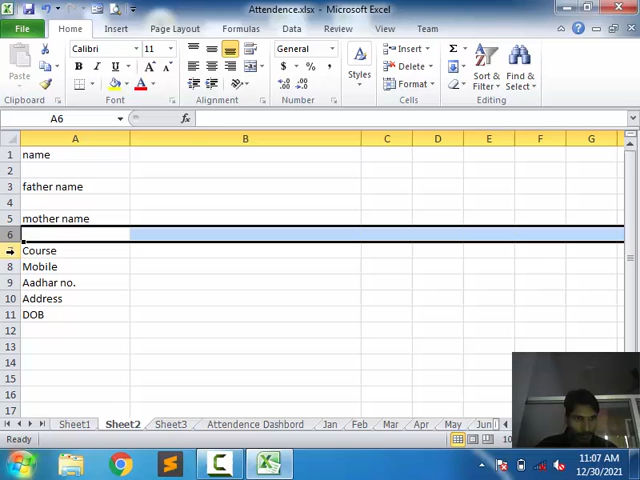 Attendence.xlsx - Microsoft Excel
File Home Insert Page Layout Formulas Data Review View Team
Calibri 11 General Insert Σ
Paste B I U A $ % , Styles Delete Sort & Filter Find & Select
Format
Clipboard Font Alignment Number Cells Editing
A6 fx
A B C D E F G
1 name
2
3 father name
4
5 mother name
6
Course
8 Mobile
9 Aadhar no.
10 Address
11 DOB
12
13
14
15
16
17
Sheet1 Sheet2 Sheet3 Attendence Dashbord Jan Feb Mar Apr May Jun
Ready 10
11:07 AM
12/30/2021